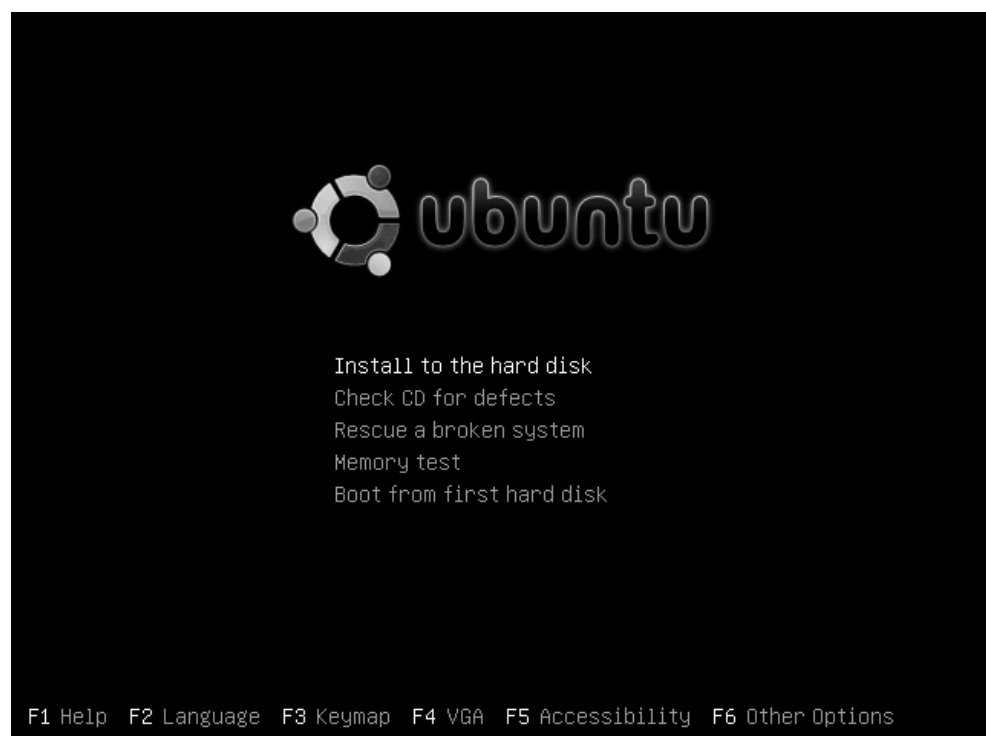 ubuntu
Install to the hard disk
Check CD for defects
Rescue a broken system
Memory test
Boot from first hard disk
F1 Help F2 Language F3 Keymap F4 VGA F5 Accessibility F6 Other Options